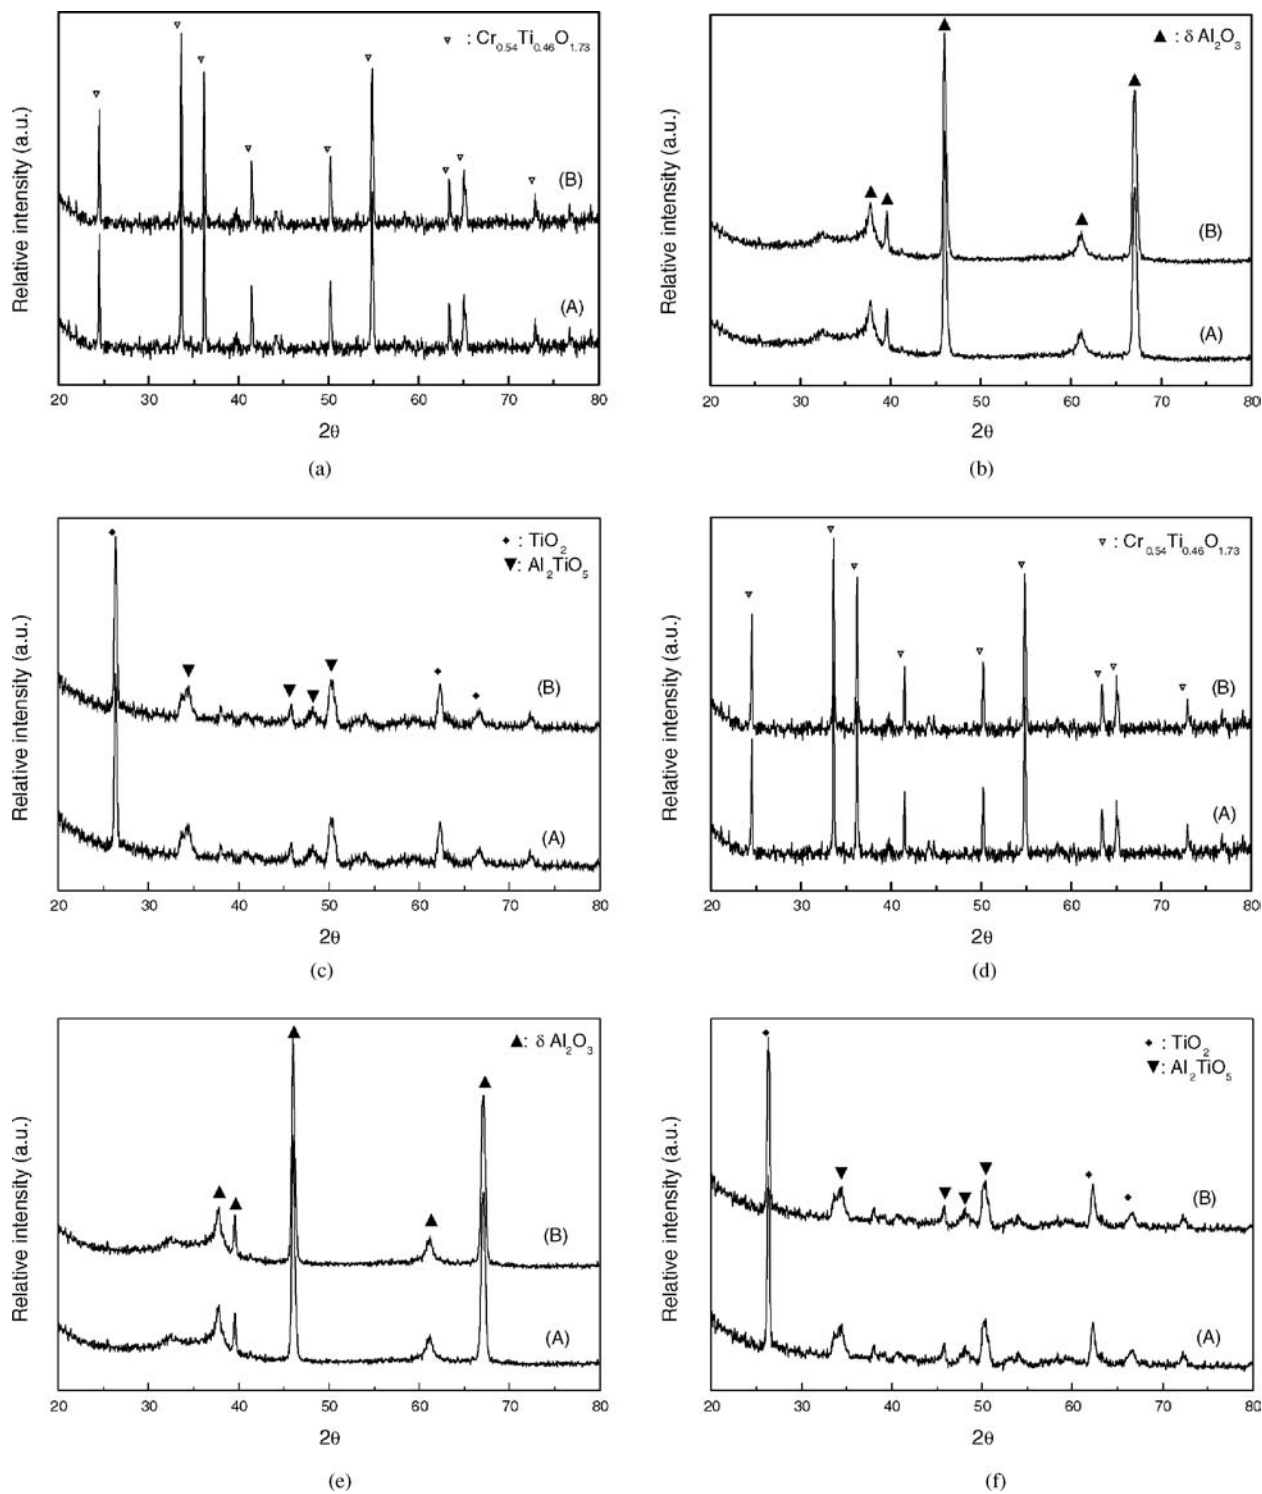 ▽ : Cr0.54Ti0.46O1.73
Relative intensity (a.u.)
(B)
(A)
20 30 40 50 60 70 80
2θ
(a)
▲ : δ Al2O3
Relative intensity (a.u.)
(B)
(A)
20 30 40 50 60 70 80
2θ
(b)
◆ : TiO2
▼: Al2TiO5
Relative intensity (a.u.)
(B)
(A)
20 30 40 50 60 70 80
2θ
(c)
▽ : Cr0.54Ti0.46O1.73
Relative intensity (a.u.)
(B)
(A)
20 30 40 50 60 70 80
2θ
(d)
▲: δ Al2O3
Relative intensity (a.u.)
(B)
(A)
20 30 40 50 60 70 80
2θ
(e)
◆ : TiO2
▼: Al2TiO5
Relative intensity (a.u.)
(B)
(A)
20 30 40 50 60 70 80
2θ
(f)